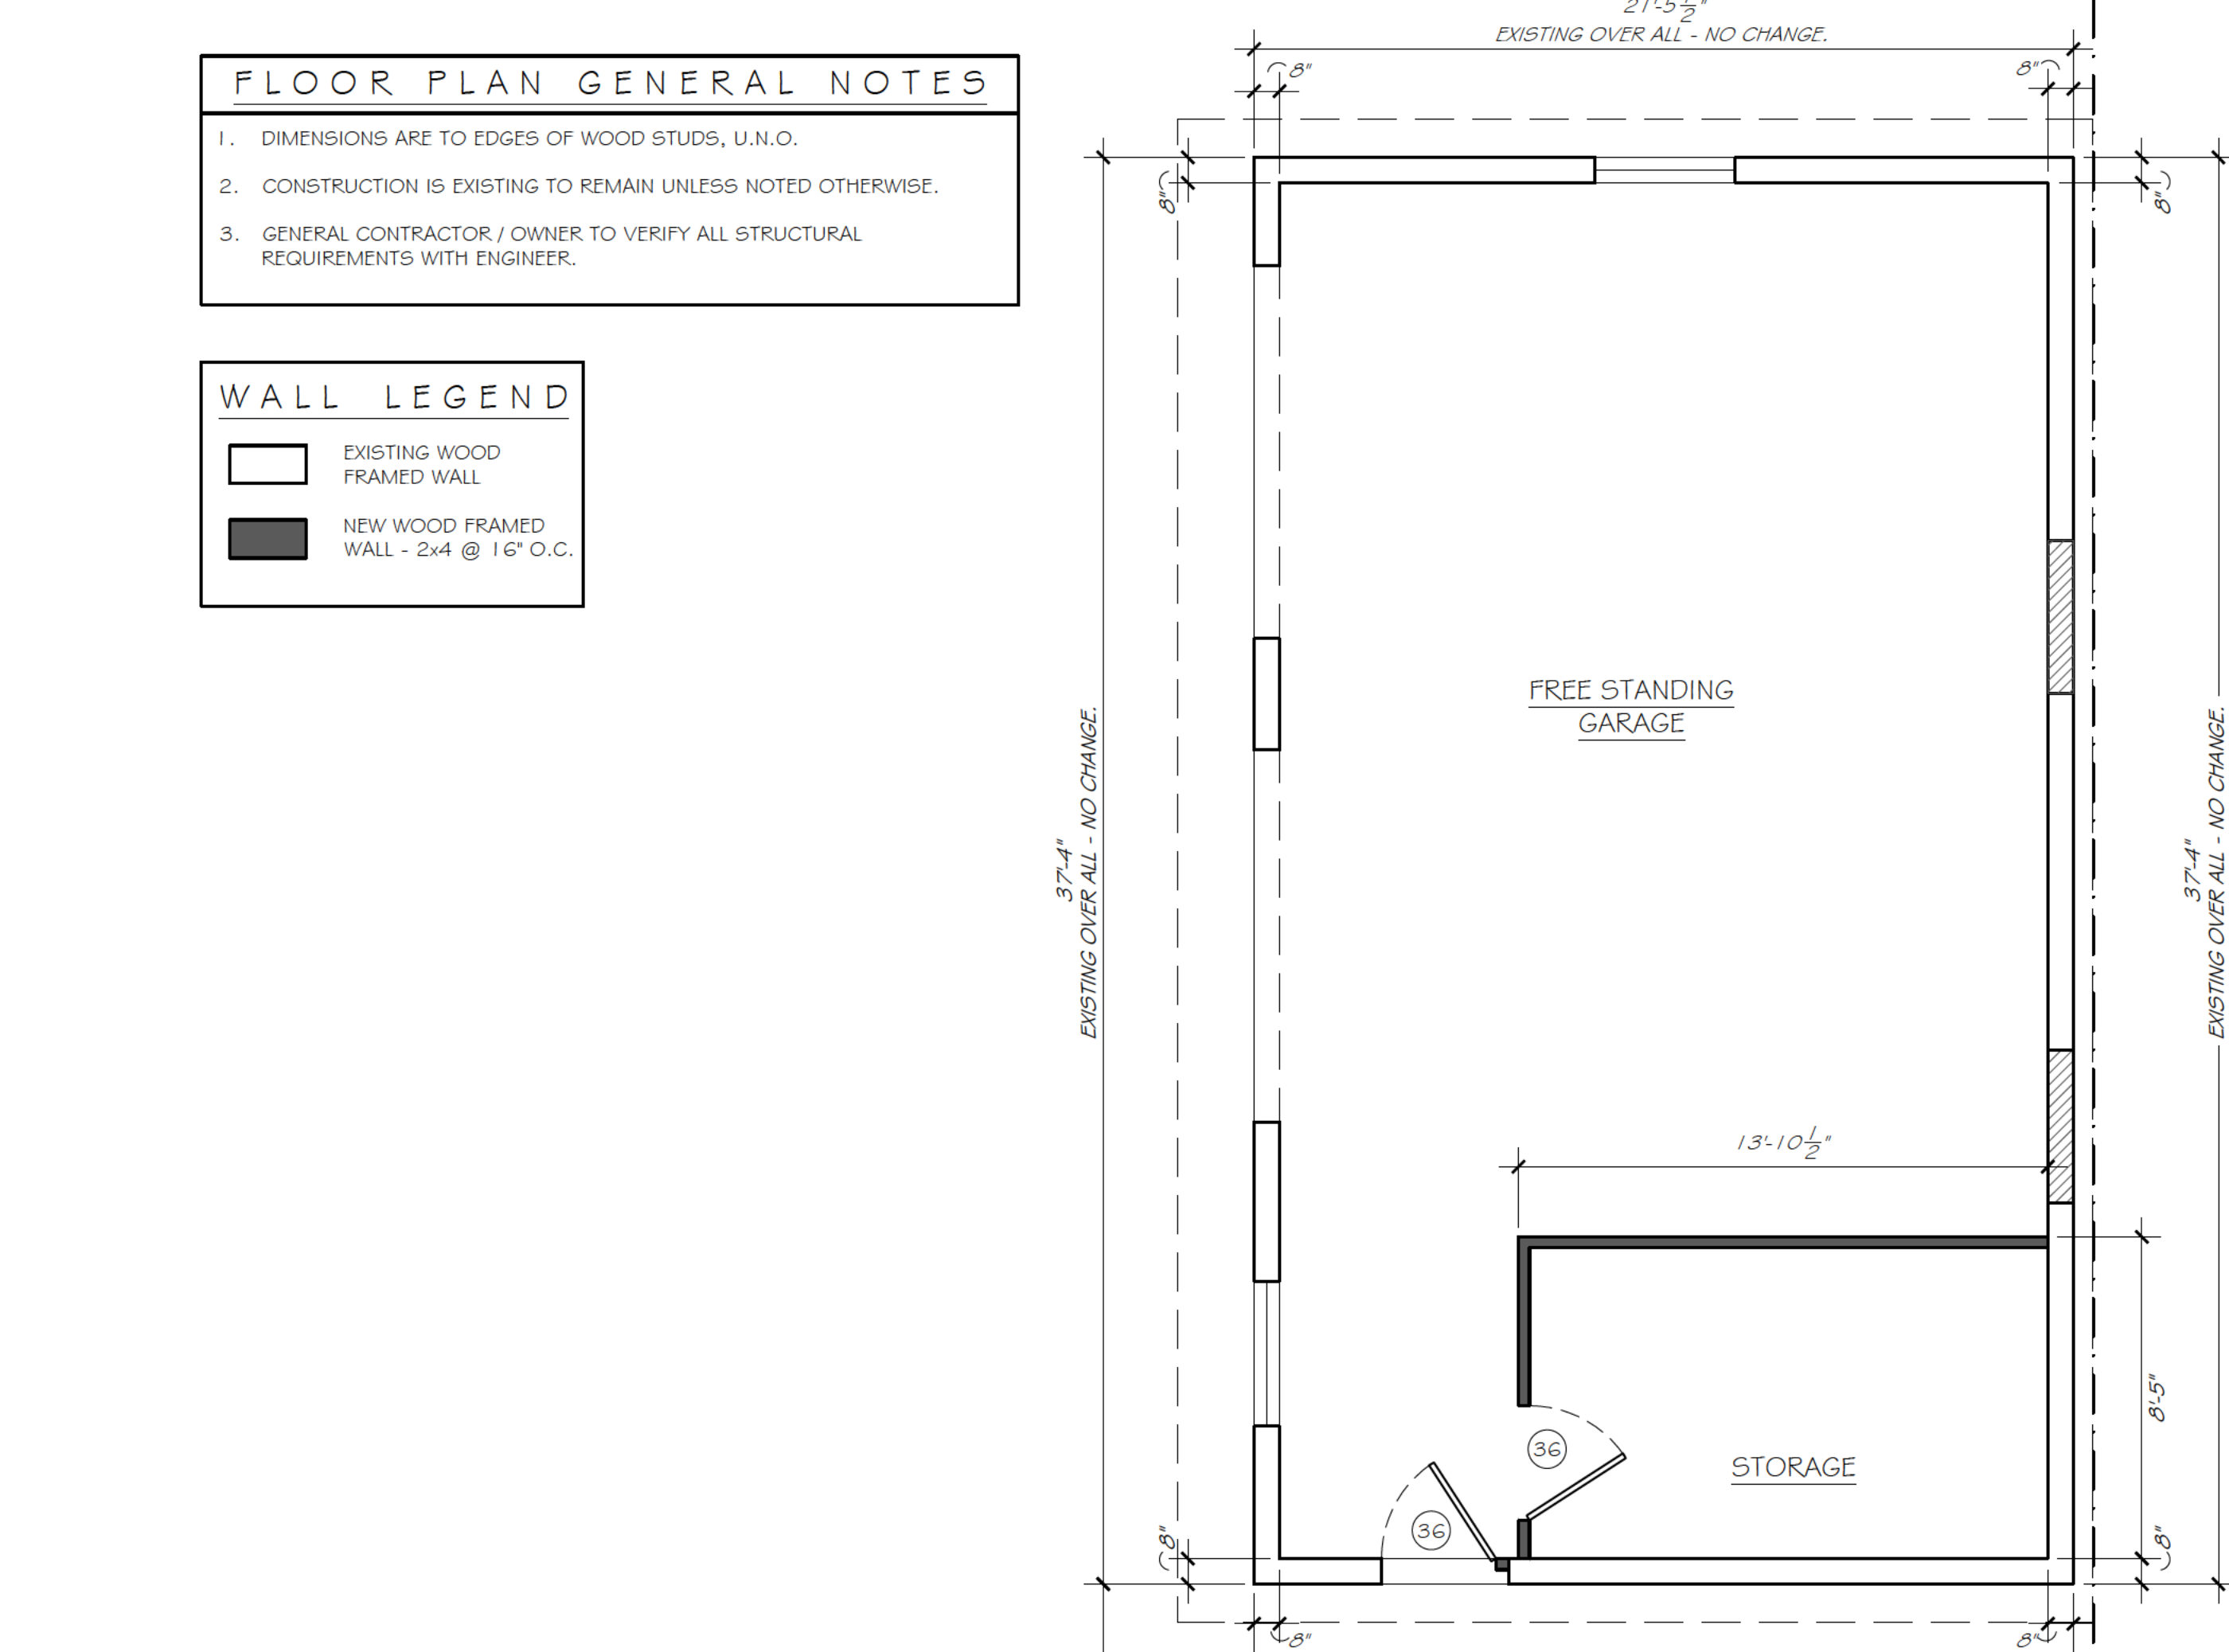 FLOOR PLAN GENERAL NOTES
1. DIMENSIONS ARE TO EDGES OF WOOD STUDS, U.N.O.
2. CONSTRUCTION IS EXISTING TO REMAIN UNLESS NOTED OTHERWISE.
3. GENERAL CONTRACTOR / OWNER TO VERIFY ALL STRUCTURAL
REQUIREMENTS WITH ENGINEER.
WALL LEGEND
EXISTING WOOD
FRAMED WALL
NEW WOOD FRAMED
WALL - 2x4 @ 16" O.C.
21'-5 1/2"
EXISTING OVER ALL - NO CHANGE.
8"
8"
8"
8"
37'-4"
EXISTING OVER ALL - NO CHANGE.
FREE STANDING
GARAGE
37'-4"
EXISTING OVER ALL - NO CHANGE.
13'-10 1/2"
8'-5"
36
STORAGE
36
8"
8"
8"
8"